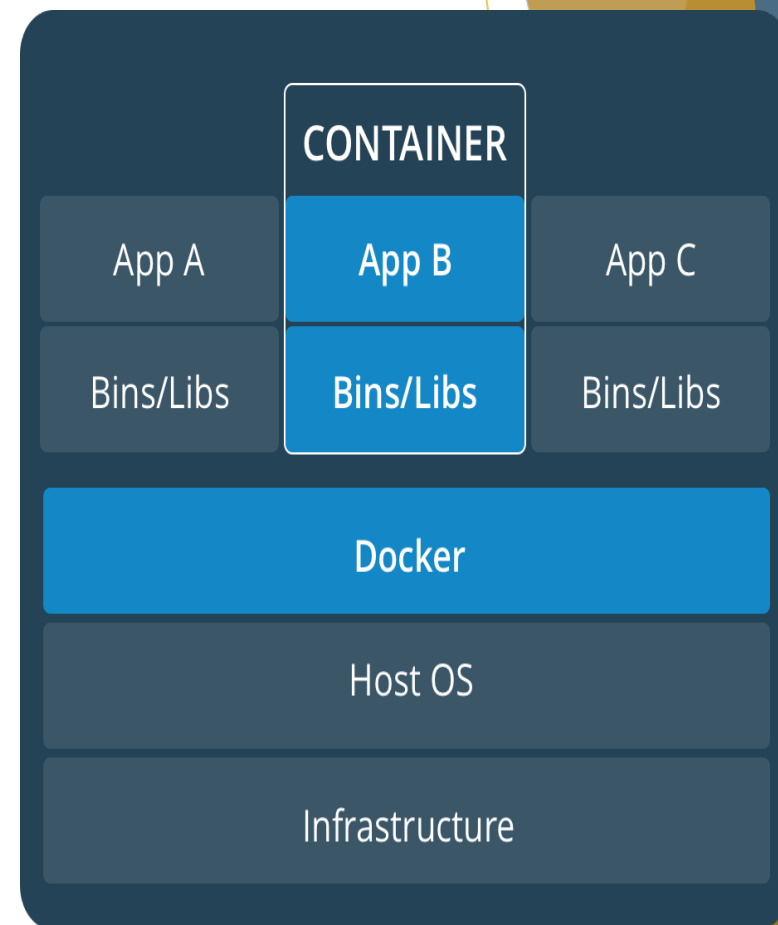 CONTAINER
App A App B App C
Bins/Libs Bins/Libs Bins/Libs
Docker
Host OS
Infrastructure